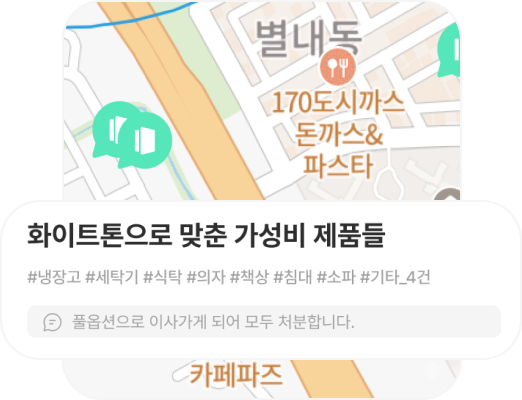 별내동
170도시까스
돈까스&
파스타
화이트톤으로 맞춘 가성비 제품들
#냉장고 #세탁기 #식탁 #의자 #책상 #침대 #소파 #기타_4건
풀옵션으로 이사가게 되어 모두 처분합니다.
카페파즈